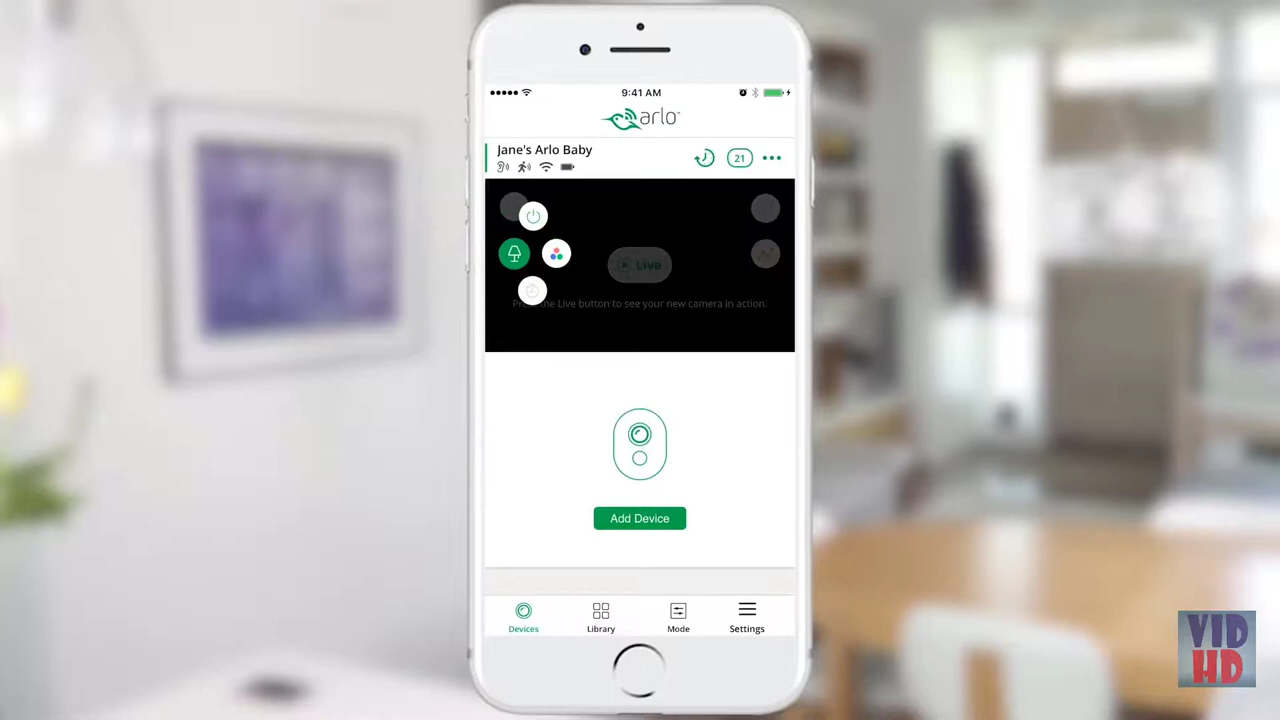 9:41 AM
arlo
Jane's Arlo Baby
21
Live
Press the Live button to see your new camera in action.
Add Device
Devices
Library
Mode
Settings
VID
HD